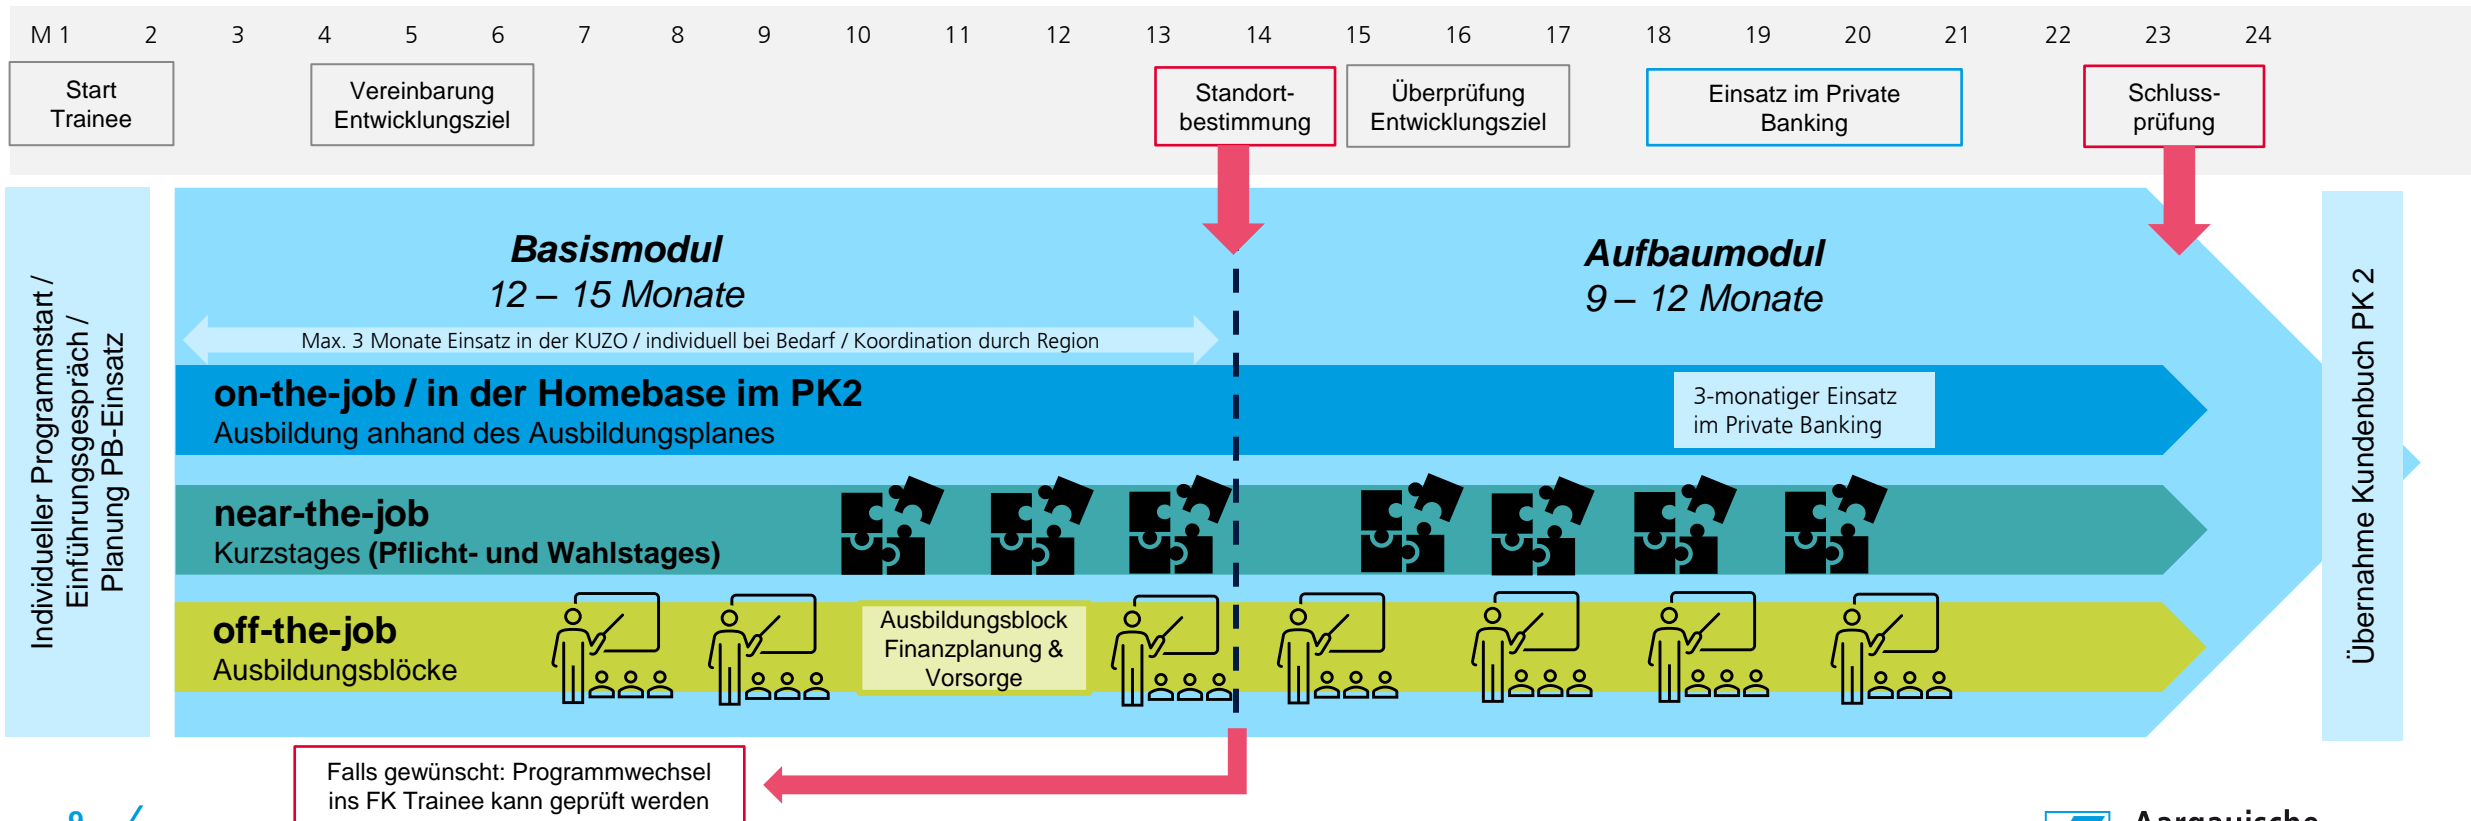 M 1 2 3 4 5 6 7 8 9 10 11 12 13 14 15 16 17 18 19 20 21 22 23 24
Start
Trainee
Vereinbarung
Entwicklungsziel
Standort-
bestimmung
Überprüfung
Entwicklungsziel
Einsatz im Private
Banking
Schluss-
prüfung
Individueller Programmstart /
Einführungsgespräch /
Planung PB-Einsatz
Basismodul
12 – 15 Monate
Aufbaumodul
9 – 12 Monate
Max. 3 Monate Einsatz in der KUZO / individuell bei Bedarf / Koordination durch Region
on-the-job / in der Homebase im PK2
Ausbildung anhand des Ausbildungsplanes
3-monatiger Einsatz
im Private Banking
near-the-job
Kurzstages (Pflicht- und Wahlstages)
off-the-job
Ausbildungsblöcke
Ausbildungsblock
Finanzplanung &
Vorsorge
Übernahme Kundenbuch PK 2
Falls gewünscht: Programmwechsel
ins FK Trainee kann geprüft werden
Aargauische